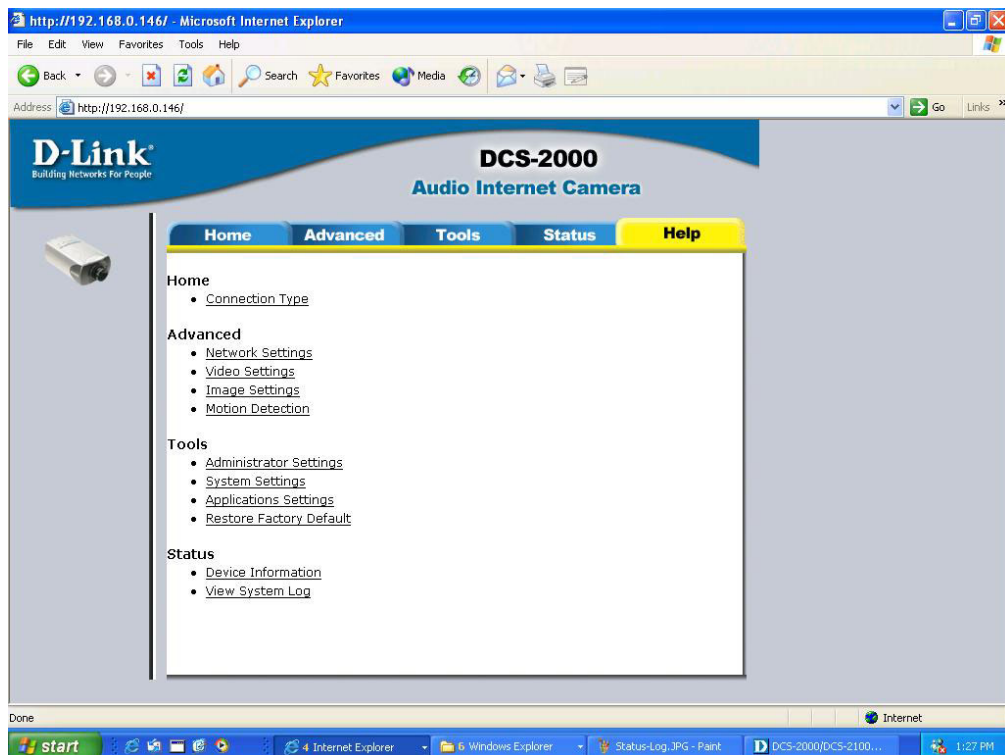 http://192.168.0.146/ - Microsoft Internet Explorer
File Edit View Favorites Tools Help
Back Search Favorites Media
Address http://192.168.0.146/ Go Links »
D-Link®
Building Networks for People
DCS-2000
Audio Internet Camera
Home Advanced Tools Status Help
Home
• Connection Type
Advanced
• Network Settings
• Video Settings
• Image Settings
• Motion Detection
Tools
• Administrator Settings
• System Settings
• Applications Settings
• Restore Factory Default
Status
• Device Information
• View System Log
Done Internet
start 4 Internet Explorer 6 Windows Explorer Status-Log.JPG - Paint DCS-2000/DCS-2100... 1:27 PM